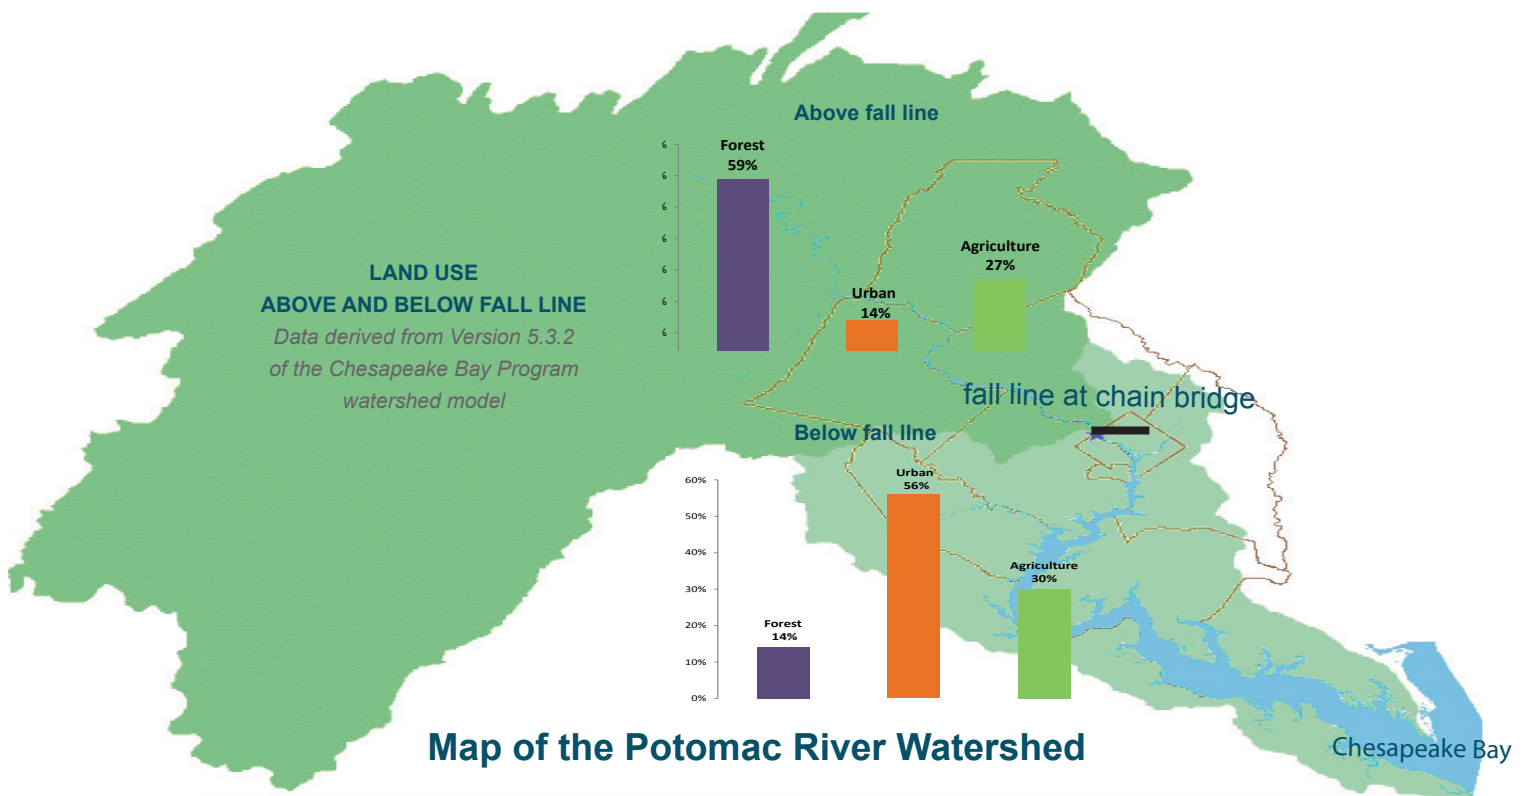 Above fall line
Forest
59%
Agriculture
27%
Urban
14%
LAND USE
ABOVE AND BELOW FALL LINE
Data derived from Version 5.3.2
of the Chesapeake Bay Program
watershed model
fall line at chain bridge
Below fall lIne
Urban
56%
Agriculture
30%
Forest
14%
60%
50%
40%
30%
20%
10%
0%
Map of the Potomac River Watershed
Chesapeake Bay